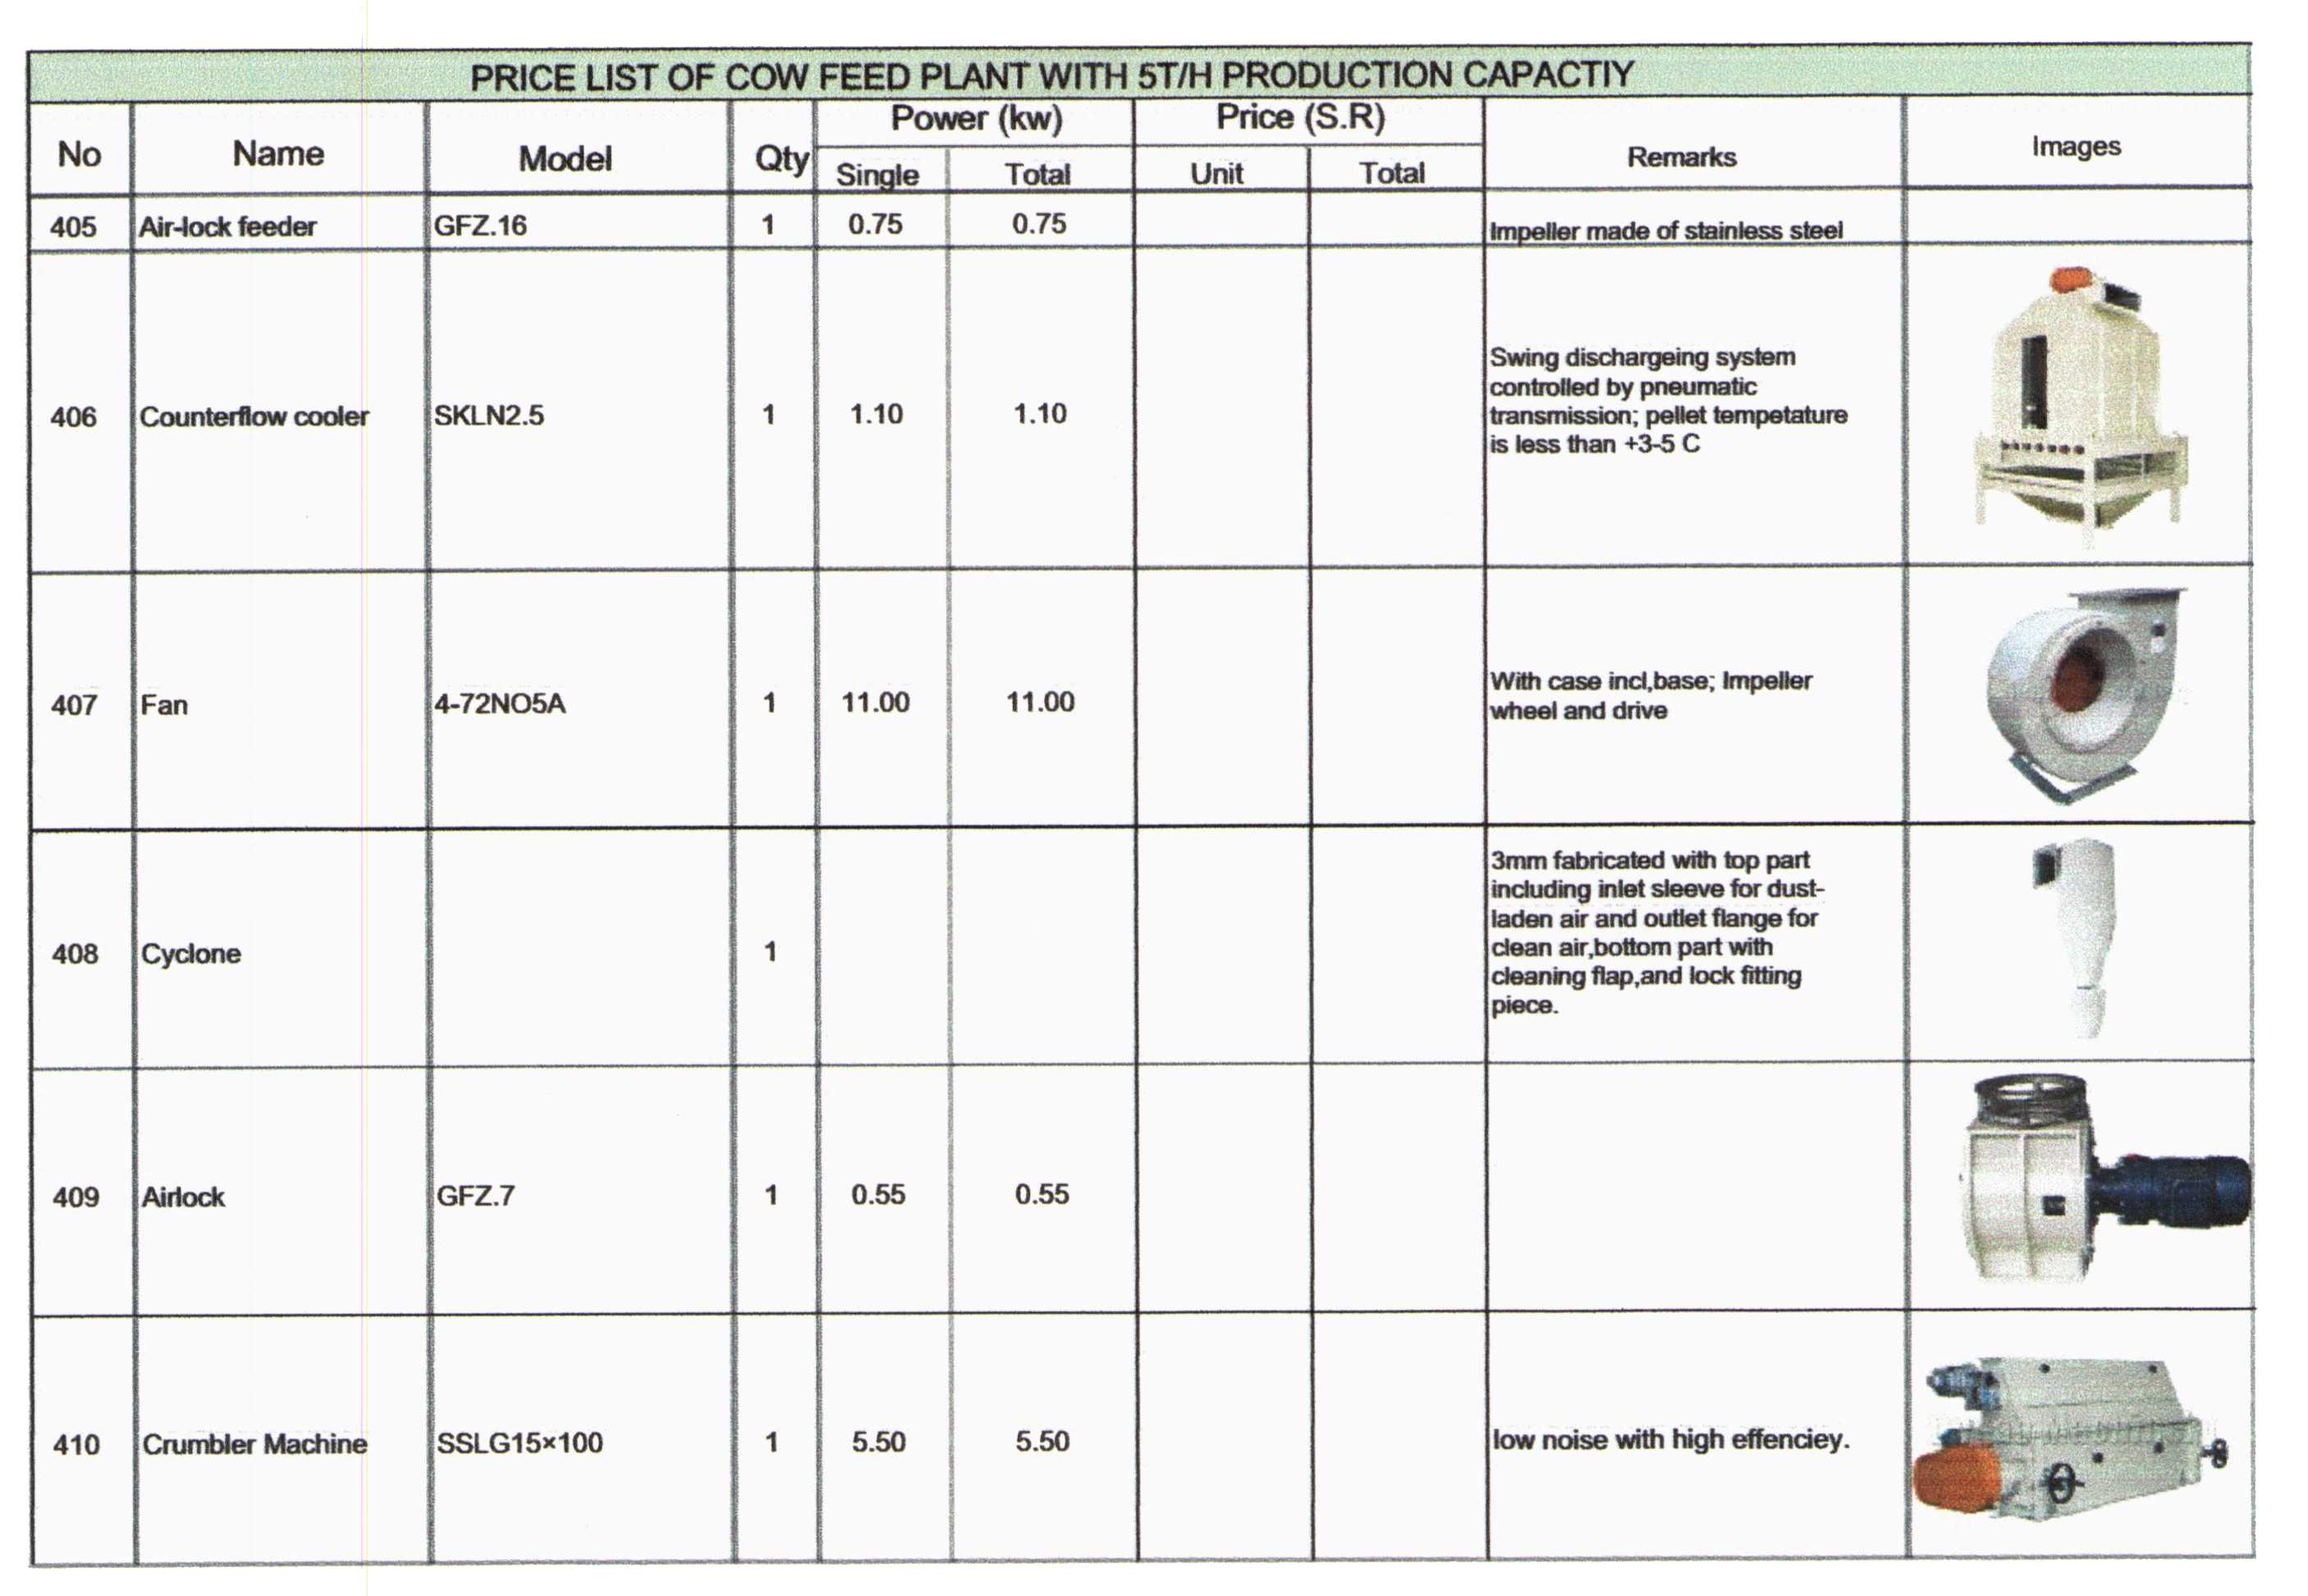 PRICE LIST OF COW FEED PLANT WITH 5T/H PRODUCTION CAPACTIY
No Name Model Qty Power (kw) Price (S.R) Remarks Images
Single Total Unit Total
405 Air-lock feeder GFZ.16 1 0.75 0.75 Impeller made of stainless steel
406 Counterflow cooler SKLN2.5 1 1.10 1.10
Swing dischargeing system
controlled by pneumatic
transmission; pellet tempetature
is less than +3-5 C
407 Fan 4-72NO5A 1 11.00 11.00
With case incl,base; Impeller
wheel and drive
408 Cyclone 1
3mm fabricated with top part
including inlet sleeve for dust-
laden air and outlet flange for
clean air,bottom part with
cleaning flap,and lock fitting
piece.
409 Airlock GFZ.7 1 0.55 0.55
410 Crumbler Machine SSLG15×100 1 5.50 5.50 low noise with high effenciey.